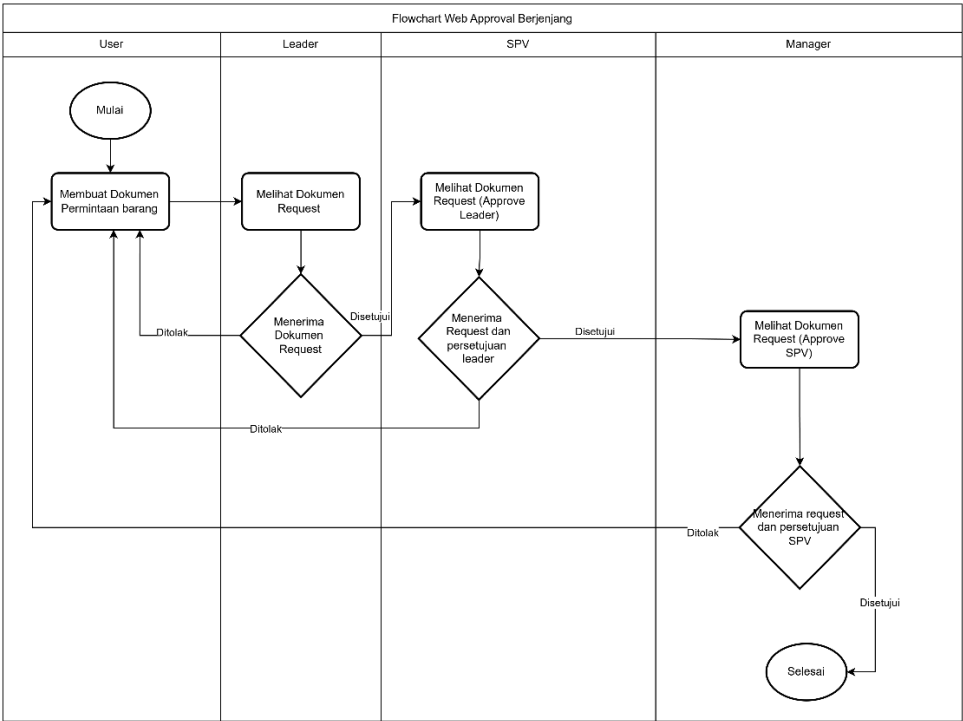 Flowchart Web Approval Berjenjang
User
Leader
SPV
Manager
Mulai
Membuat Dokumen
Permintaan barang
Melihat Dokumen
Request
Melihat Dokumen
Request (Approve
Leader)
Menerima
Dokumen
Request
Ditolak
Disetujui
Menerima
Request dan
persetujuan
leader
Disetujui
Ditolak
Melihat Dokumen
Request (Approve
SPV)
Menerima request
dan persetujuan
SPV
Ditolak
Disetujui
Selesai